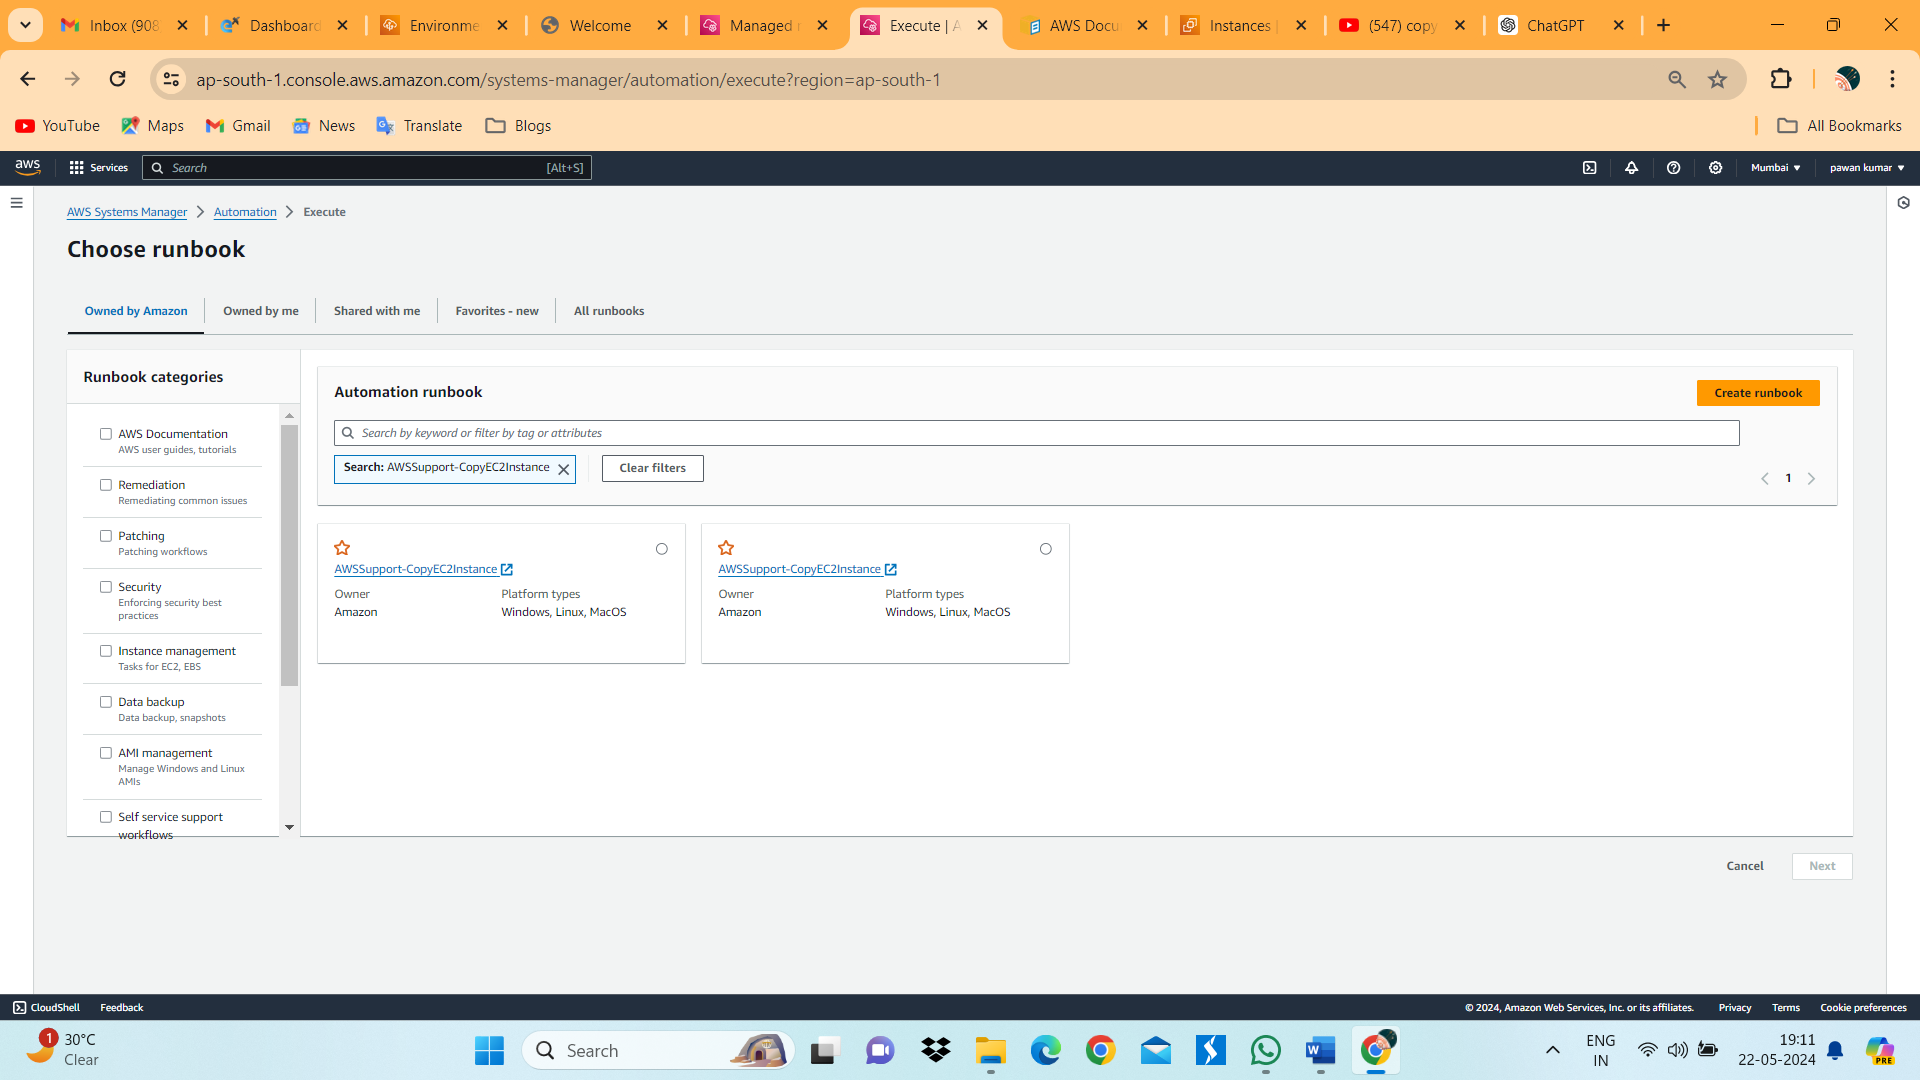 Inbox (908
Dashboard
Environme
Welcome
Managed
Execute | A
AWS Docu
Instances |
(547) copy
ChatGPT
ap-south-1.console.aws.amazon.com/systems-manager/automation/execute?region=ap-south-1
YouTube
Maps
Gmail
News
Translate
Blogs
All Bookmarks
aws
Services
Search
[Alt+S]
Mumbai
pawan kumar
AWS Systems Manager
Automation
Execute
Choose runbook
Owned by Amazon
Owned by me
Shared with me
Favorites - new
All runbooks
Runbook categories
AWS Documentation
AWS user guides, tutorials
Remediation
Remediating common issues
Patching
Patching workflows
Security
Enforcing security best
practices
Instance management
Tasks for EC2, EBS
Data backup
Data backup, snapshots
AMI management
Manage Windows and Linux
AMIs
Self service support
workflows
Automation runbook
Create runbook
Search by keyword or filter by tag or attributes
Search: AWSSupport-CopyEC2Instance
Clear filters
1
AWSSupport-CopyEC2Instance
Owner
Amazon
Platform types
Windows, Linux, MacOS
AWSSupport-CopyEC2Instance
Owner
Amazon
Platform types
Windows, Linux, MacOS
Cancel
Next
CloudShell
Feedback
© 2024, Amazon Web Services, Inc. or its affiliates.
Privacy
Terms
Cookie preferences
1
30°C
Clear
Search
W
ENG
IN
19:11
22-05-2024
PRE